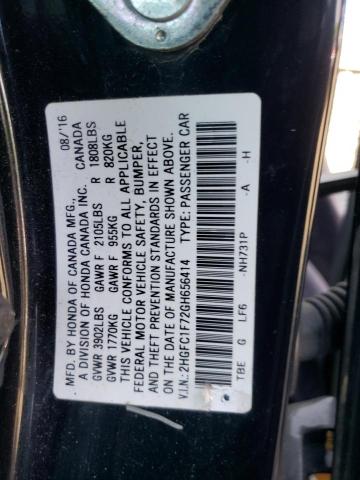 MFD. BY HONDA OF CANADA MFG., 08/'16
A DIVISION OF HONDA CANADA INC. CANADA
GVWR 3902LBS GAWR F 2105LBS R 1808LBS
GVWR 1770KG GAWR F 955KG R 820KG
THIS VEHICLE CONFORMS TO ALL APPLICABLE
FEDERAL MOTOR VEHICLE SAFETY, BUMPER,
AND THEFT PREVENTION STANDARDS IN EFFECT
ON THE DATE OF MANUFACTURE SHOWN ABOVE.
V.I.N.: 2HGFC1F72GH656414 TYPE: PASSENGER CAR
TBE G LF6 -NH731P -A -H